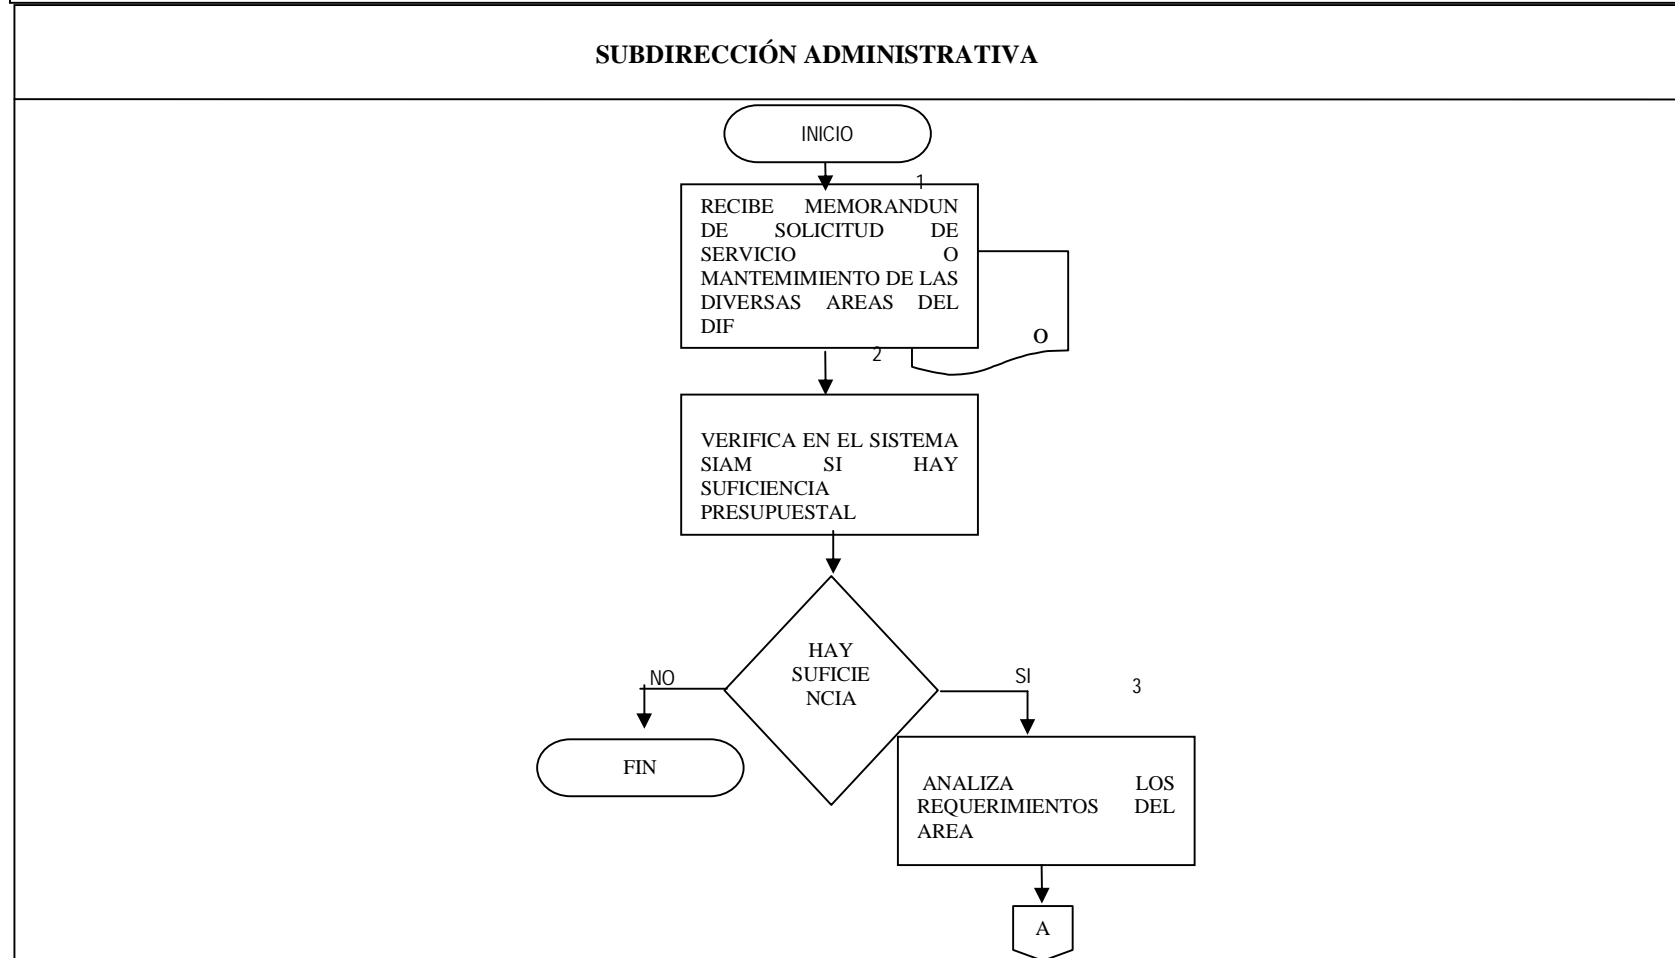 SUBDIRECCIÓN ADMINISTRATIVA
INICIO
1
RECIBE MEMORANDUN
DE SOLICITUD DE
SERVICIO O
MANTEMIMIENTO DE LAS
DIVERSAS AREAS DEL
DIF
O
2
VERIFICA EN EL SISTEMA
SIAM SI HAY
SUFICIENCIA
PRESUPUESTAL
HAY
SUFICIE
NCIA
NO
SI
3
FIN
ANALIZA LOS
REQUERIMIENTOS DEL
AREA
A